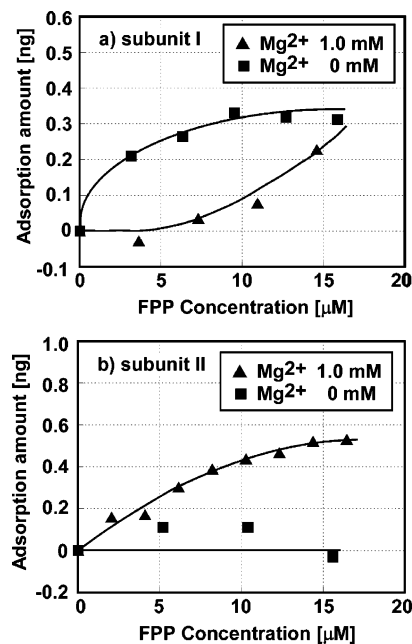 0.6
a) subunit I
▲ Mg2+ 1.0 mM
■ Mg2+ 0 mM
0.5
0.4
0.3
0.2
0.1
0
-0.1
Adsorption amount [ng]
0 5 10 15 20
FPP Concentration [μM]
1.0
b) subunit II
▲ Mg2+ 1.0 mM
■ Mg2+ 0 mM
0.8
0.6
0.4
0.2
0
-0.2
Adsorption amount [ng]
0 5 10 15 20
FPP Concentration [μM]